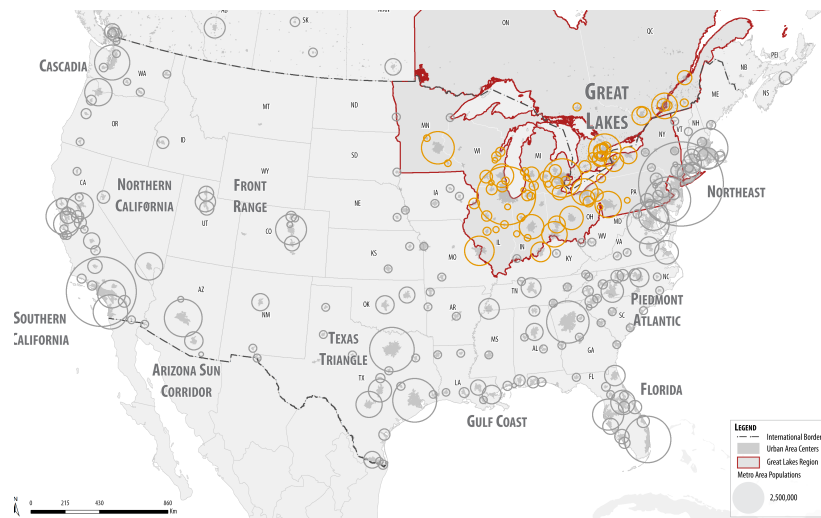 SK
ON
QC
PEI
NB
NS
ME
CASCADIA
WA
MT
ND
MN
GREAT
LAKES
OR
ID
SD
WI
MI
NY
VT
NH
WY
CA
NORTHERN
CALIFORNIA
FRONT
RANGE
NORTHEAST
IA
PA
NE
UT
CO
OH
MD
IL
IN
WV
VA
KS
MO
KY
AZ
NM
OK
AR
TN
NC
PIEDMONT
ATLANTIC
SC
SOUTHERN
CALIFORNIA
TEXAS
TRIANGLE
MS
AL
GA
ARIZONA SUN
CORRIDOR
TX
LA
FL
FLORIDA
GULF COAST
LEGEND
International Border
Urban Area Centers
Great Lakes Region
Metro Area Populations
2,500,000
N
0 215 430 860
Km